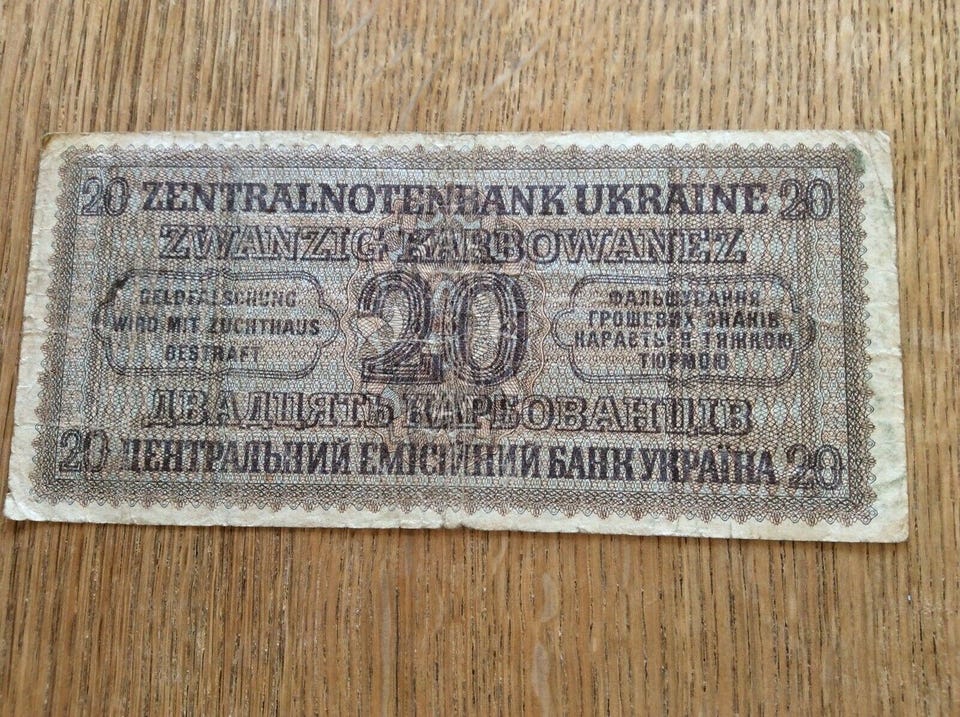 20 ZENTRALNOTENBANK UKRAINE 20
ZWANZIG KARBOWANEZ
GELDFÄLSCHUNG
WIRD MIT ZUCHTHAUS
BESTRAFT
20
ФАЛЬШУВАННЯ
ГРОШЕВИХ ЗНАКІВ
КАРАЄТЬСЯ ТЯЖКОЮ
ТЮРМОЮ
ДВАДЦЯТЬ КАРБОВАНЦІВ
20 ЦЕНТРАЛЬНИЙ ЕМІСІЙНИЙ БАНК УКРАЇНА 20